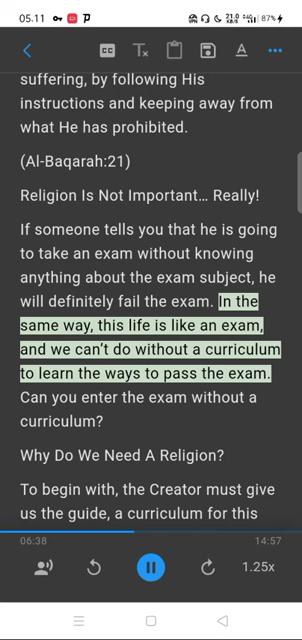 05.11
21.0 KB/S
87%
CC
suffering, by following His
instructions and keeping away from
what He has prohibited.
(Al-Baqarah:21)
Religion Is Not Important… Really!
If someone tells you that he is going
to take an exam without knowing
anything about the exam subject, he
will definitely fail the exam. In the
same way, this life is like an exam,
and we can’t do without a curriculum
to learn the ways to pass the exam.
Can you enter the exam without a
curriculum?
Why Do We Need A Religion?
To begin with, the Creator must give
us the guide, a curriculum for this
06:38
14:57
1.25x